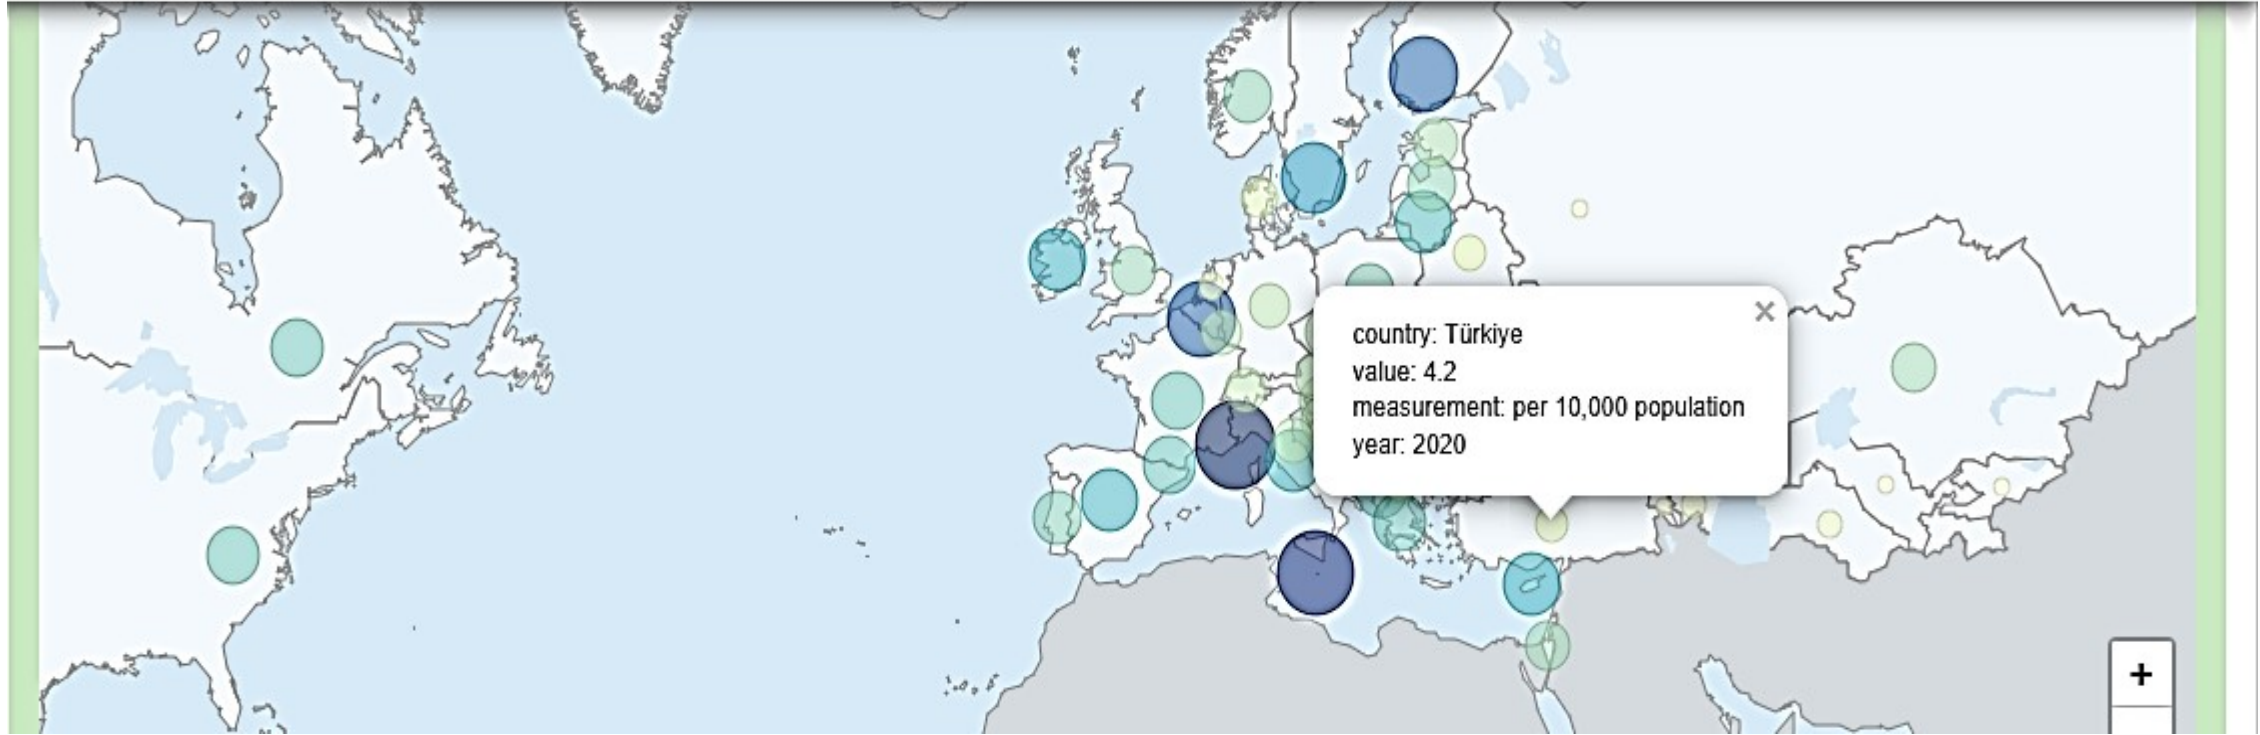 ×
country: Türkiye
value: 4.2
measurement: per 10,000 population
year: 2020
+